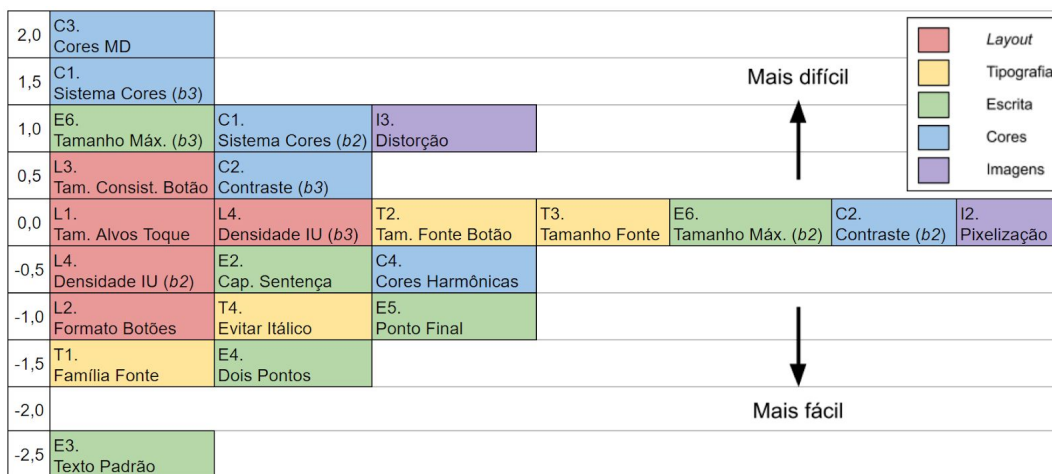 2,0
C3.
Cores MD
1,5
C1.
Sistema Cores (b3)
1,0
E6.
Tamanho Máx. (b3)
C1.
Sistema Cores (b2)
I3.
Distorção
0,5
L3.
Tam. Consist. Botão
C2.
Contraste (b3)
0,0
L1.
Tam. Alvos Toque
L4.
Densidade IU (b3)
T2.
Tam. Fonte Botão
T3.
Tamanho Fonte
E6.
Tamanho Máx. (b2)
C2.
Contraste (b2)
I2.
Pixelização
-0,5
L4.
Densidade IU (b2)
E2.
Cap. Sentença
C4.
Cores Harmônicas
-1,0
L2.
Formato Botões
T4.
Evitar Itálico
E5.
Ponto Final
-1,5
T1.
Família Fonte
E4.
Dois Pontos
-2,0
-2,5
E3.
Texto Padrão
Mais difícil
Mais fácil
Layout
Tipografia
Escrita
Cores
Imagens